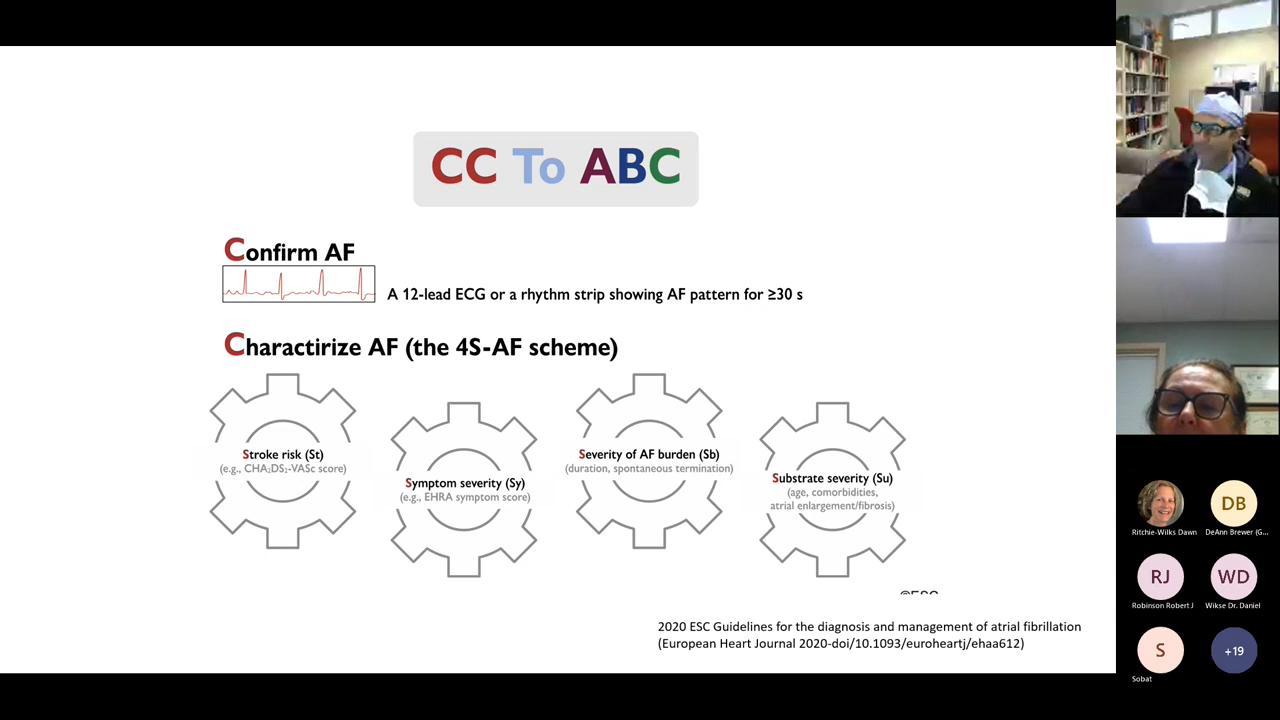 CC To ABC
Confirm AF
A 12-lead ECG or a rhythm strip showing AF pattern for ≥30 s
Charactirize AF (the 4S-AF scheme)
Stroke risk (St)
(e.g., CHA₂DS₂-VASc score)
Symptom severity (Sy)
(e.g., EHRA symptom score)
Severity of AF burden (Sb)
(duration, spontaneous termination)
Substrate severity (Su)
(age, comorbidities,
atrial enlargement/fibrosis)
©ESC
2020 ESC Guidelines for the diagnosis and management of atrial fibrillation
(European Heart Journal 2020-doi/10.1093/euroheartj/ehaa612)
Ritchie-Wilks Dawn
DB
DeAnn Brewer (G...
RJ
Robinson Robert J
WD
Wikse Dr. Daniel
S
Sobat
+19